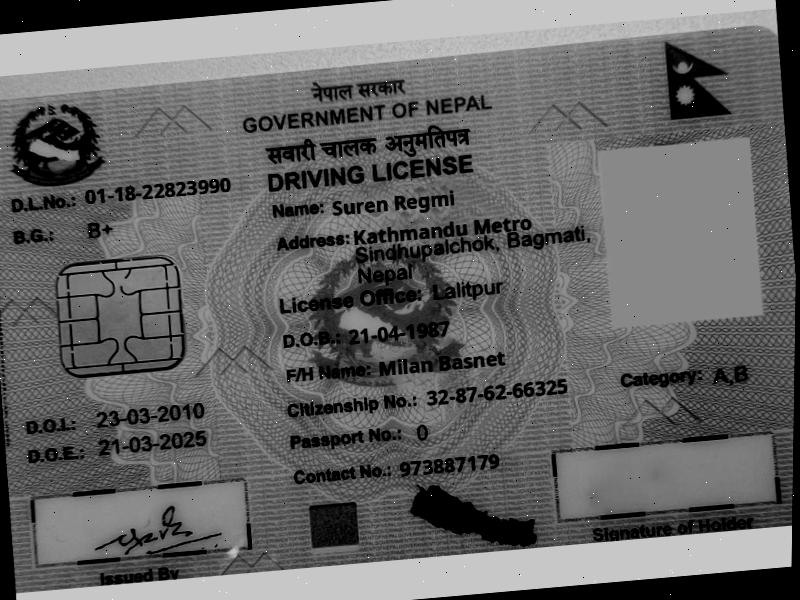 नेपाल सरकार
GOVERNMENT OF NEPAL
सवारी चालक अनुमतिपत्र
DRIVING LICENSE
D.L.No.: 01-18-22823990
B.G.: B+
Name: Suren Regmi
Address: Kathmandu Metro
Sindhupalchok, Bagmati,
Nepal
License Office: Lalitpur
D.O.B.: 21-04-1987
F/H Name: Milan Basnet
Category: A,B
Citizenship No.: 32-87-62-66325
D.O.I.: 23-03-2010
Passport No.: 0
D.O.E.: 21-03-2025
Contact No.: 973887179
Signature of Holder
Issued By